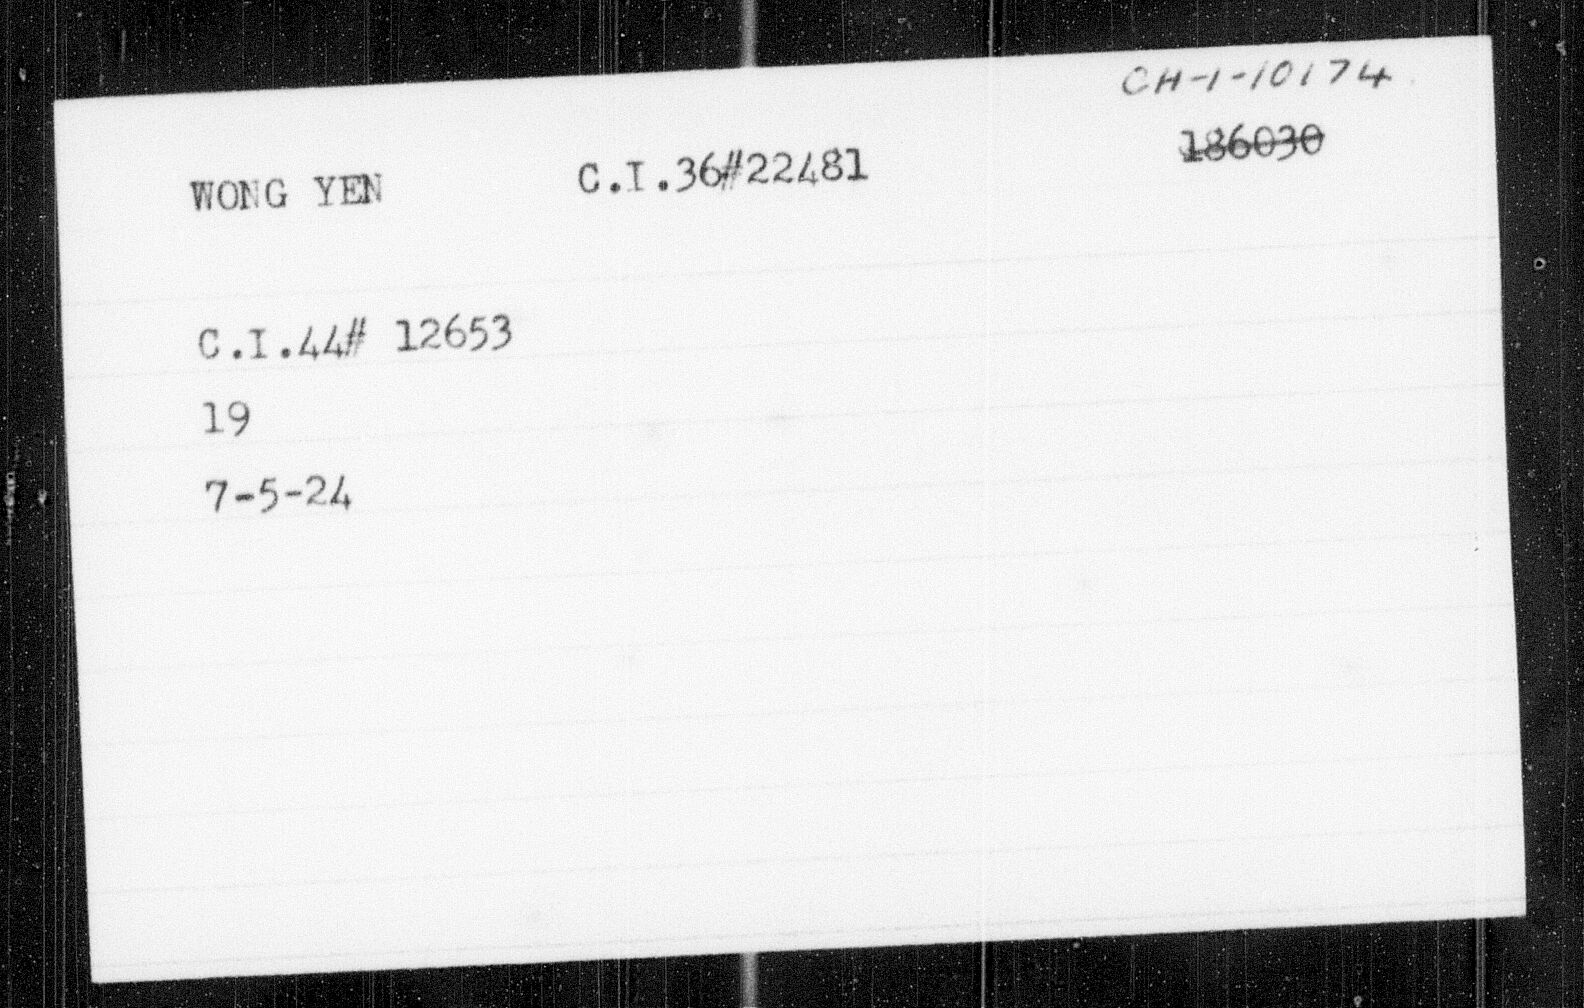 CH-1-10174
186030
WONG YEN C.I.36#22481
C.I.44# 12653
19
7-5-24